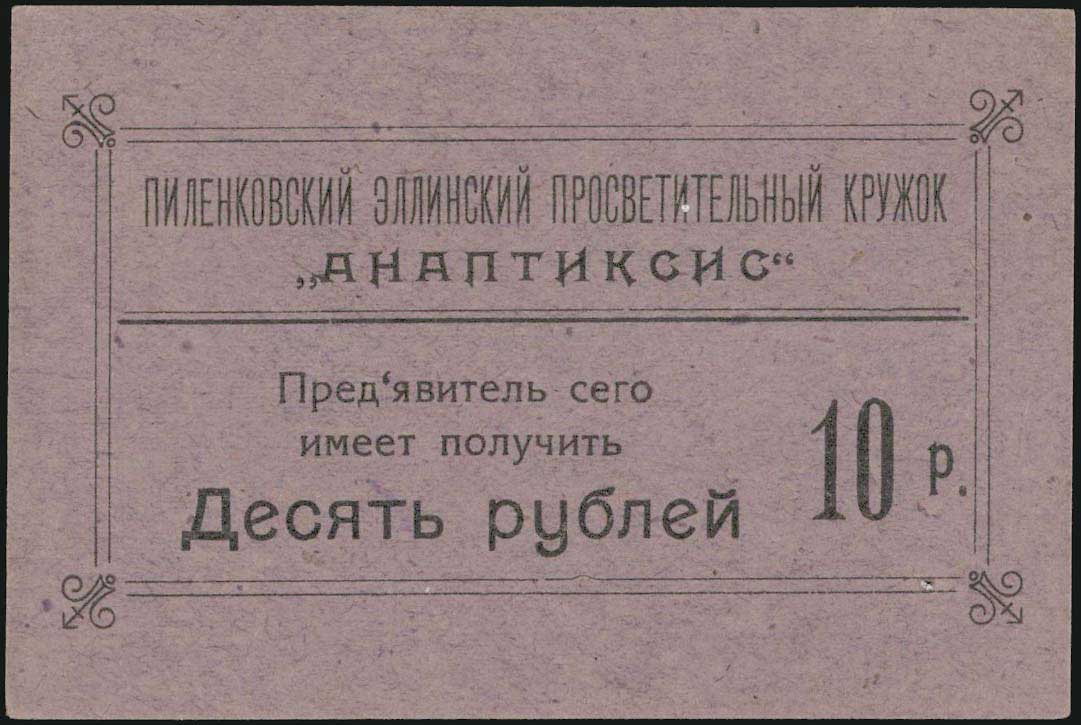 ПИЛЕНКОВСКИЙ ЭЛЛИНСКИЙ ПРОСВЕТИТЕЛЬНЫЙ КРУЖОК
„АНАПТИКСИС“
Пред‘явитель сего
имеет получить
Десять рублей
10 р.